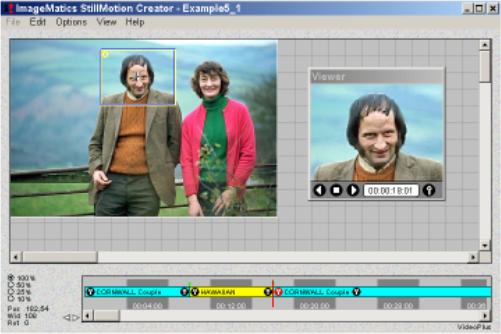 ImageMatics StillMotion Creator - Example5_1
File Edit Options View Help
Viewer
00:00:18:01
100%
50%
25%
10%
Par 182,54
Wid 108
Rot 0
CORNWALL Couple
HAWAIIAN
CORNWALL Couple
00:04:00
00:12:00
00:20:00
00:28:00
00:36
VideoPlus